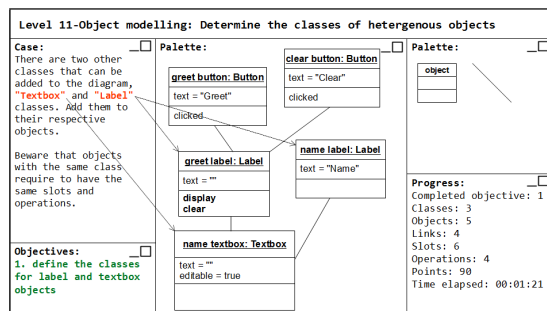 Level 11-Object modelling: Determine the classes of hetergenous objects
Case:
There are two other
classes that can be
added to the diagram,
"Textbox" and "Label"
classes. Add them to
their respective
objects.
Beware that objects
with the same class
require to have the
same slots and
operations.
Objectives:
1. define the classes
for label and textbox
objects
Palette:
clear button: Button
text = "Clear"
clicked
greet button: Button
text = "Greet"
clicked
greet label: Label
text = ""
display
clear
name label: Label
text = "Name"
name textbox: Textbox
text = ""
editable = true
Palette:
object
Progress:
Completed objective: 1
Classes: 3
Objects: 5
Links: 4
Slots: 6
Operations: 4
Points: 90
Time elapsed: 00:01:21